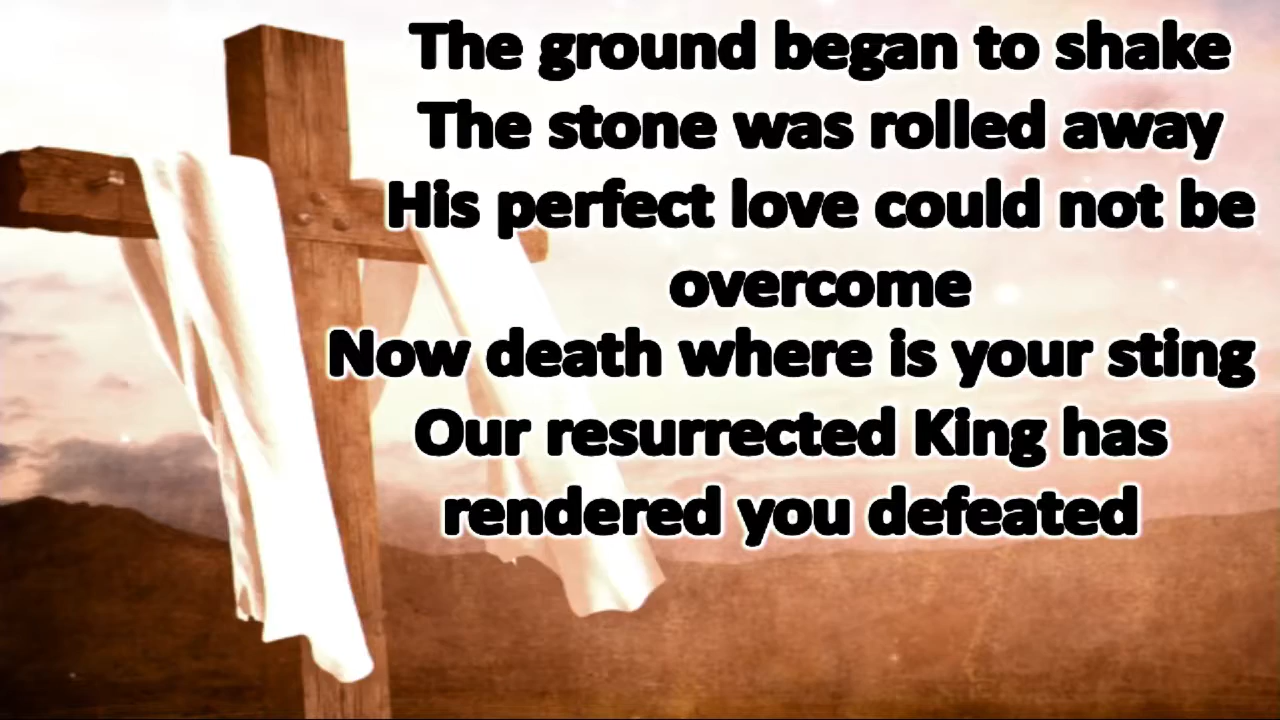 The ground began to shake
The stone was rolled away
His perfect love could not be
overcome
Now death where is your sting
Our resurrected King has
rendered you defeated